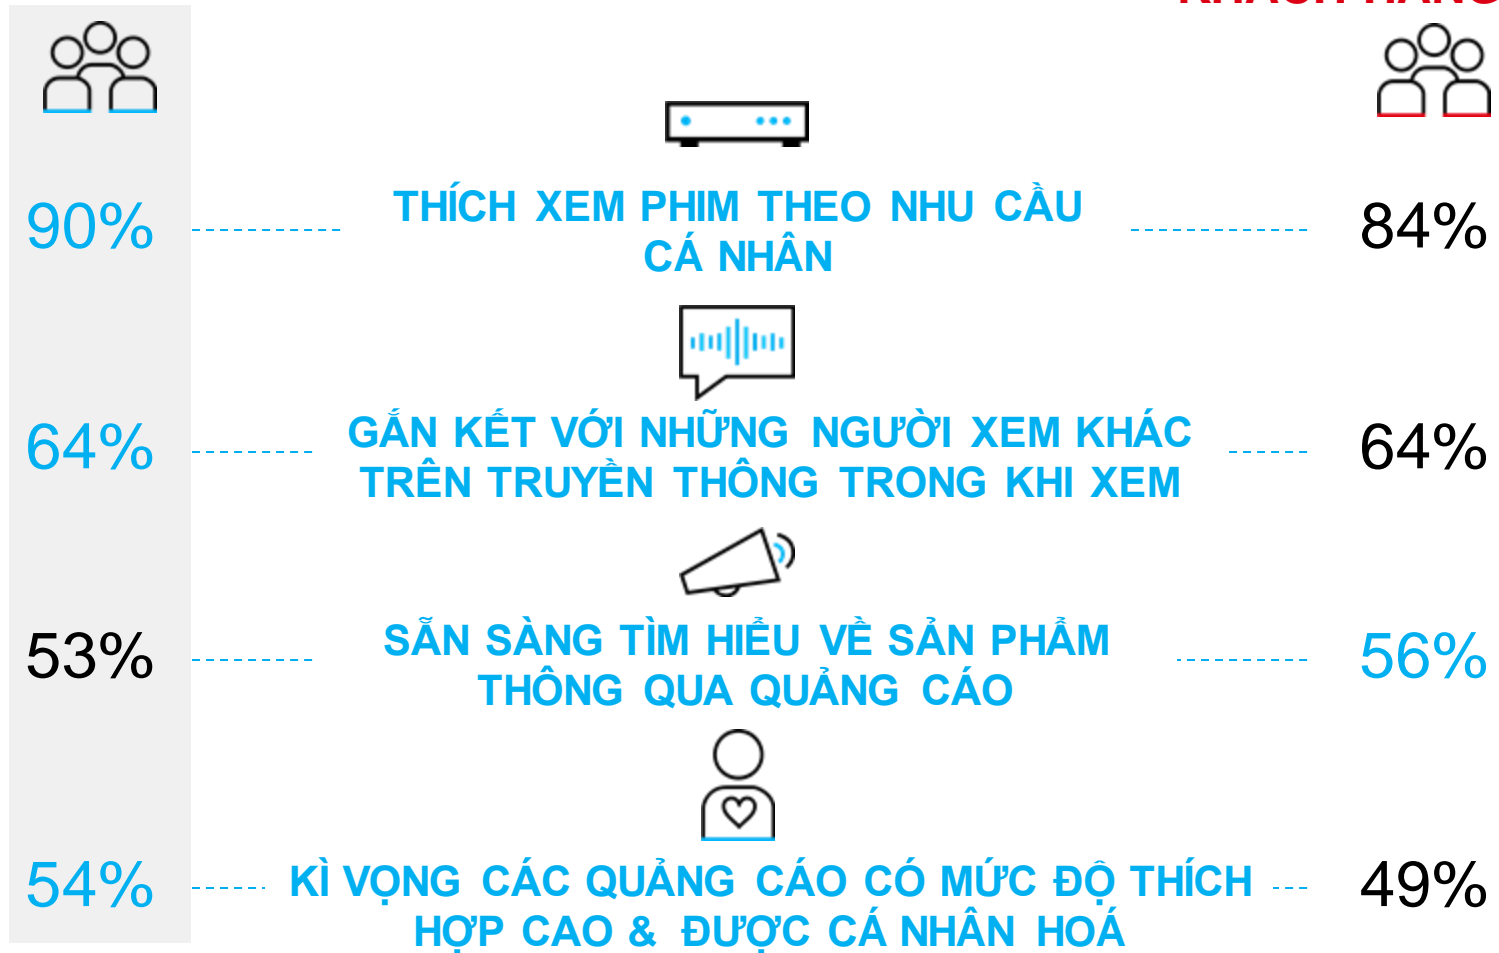 KHÁCH HÀNG
90%
THÍCH XEM PHIM THEO NHU CẦU
CÁ NHÂN
84%
64%
GẮN KẾT VỚI NHỮNG NGƯỜI XEM KHÁC
TRÊN TRUYỀN THÔNG TRONG KHI XEM
64%
53%
SẴN SÀNG TÌM HIỂU VỀ SẢN PHẨM
THÔNG QUA QUẢNG CÁO
56%
54%
KÌ VỌNG CÁC QUẢNG CÁO CÓ MỨC ĐỘ THÍCH
HỢP CAO & ĐƯỢC CÁ NHÂN HOÁ
49%